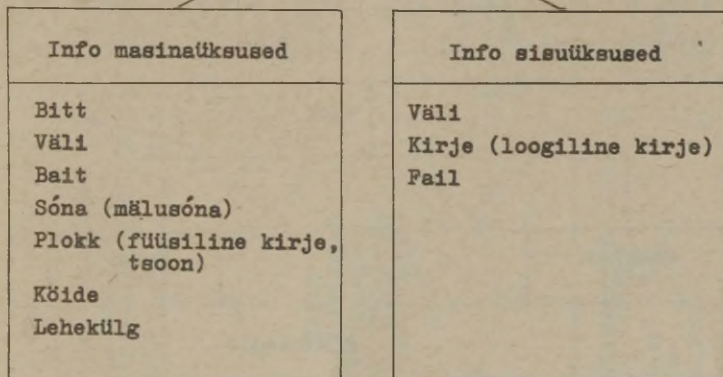 Info masinaüksused
Bitt
Väli
Bait
Sóna (mälusóna)
Plokk (füüsiline kirje,
tsoon)
Köide
Lehekülg
Info sisuüksused
Väli
Kirje (loogiline kirje)
Fail